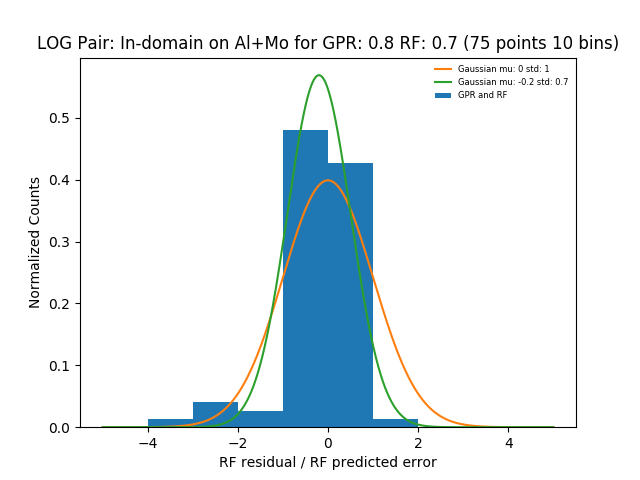 LOG Pair: In-domain on Al+Mo for GPR: 0.8 RF: 0.7 (75 points 10 bins)
Gaussian mu: 0 std: 1
Gaussian mu: -0.2 std: 0.7
GPR and RF
Normalized Counts
0.5
0.4
0.3
0.2
0.1
0.0
−4 −2 0 2 4
RF residual / RF predicted error